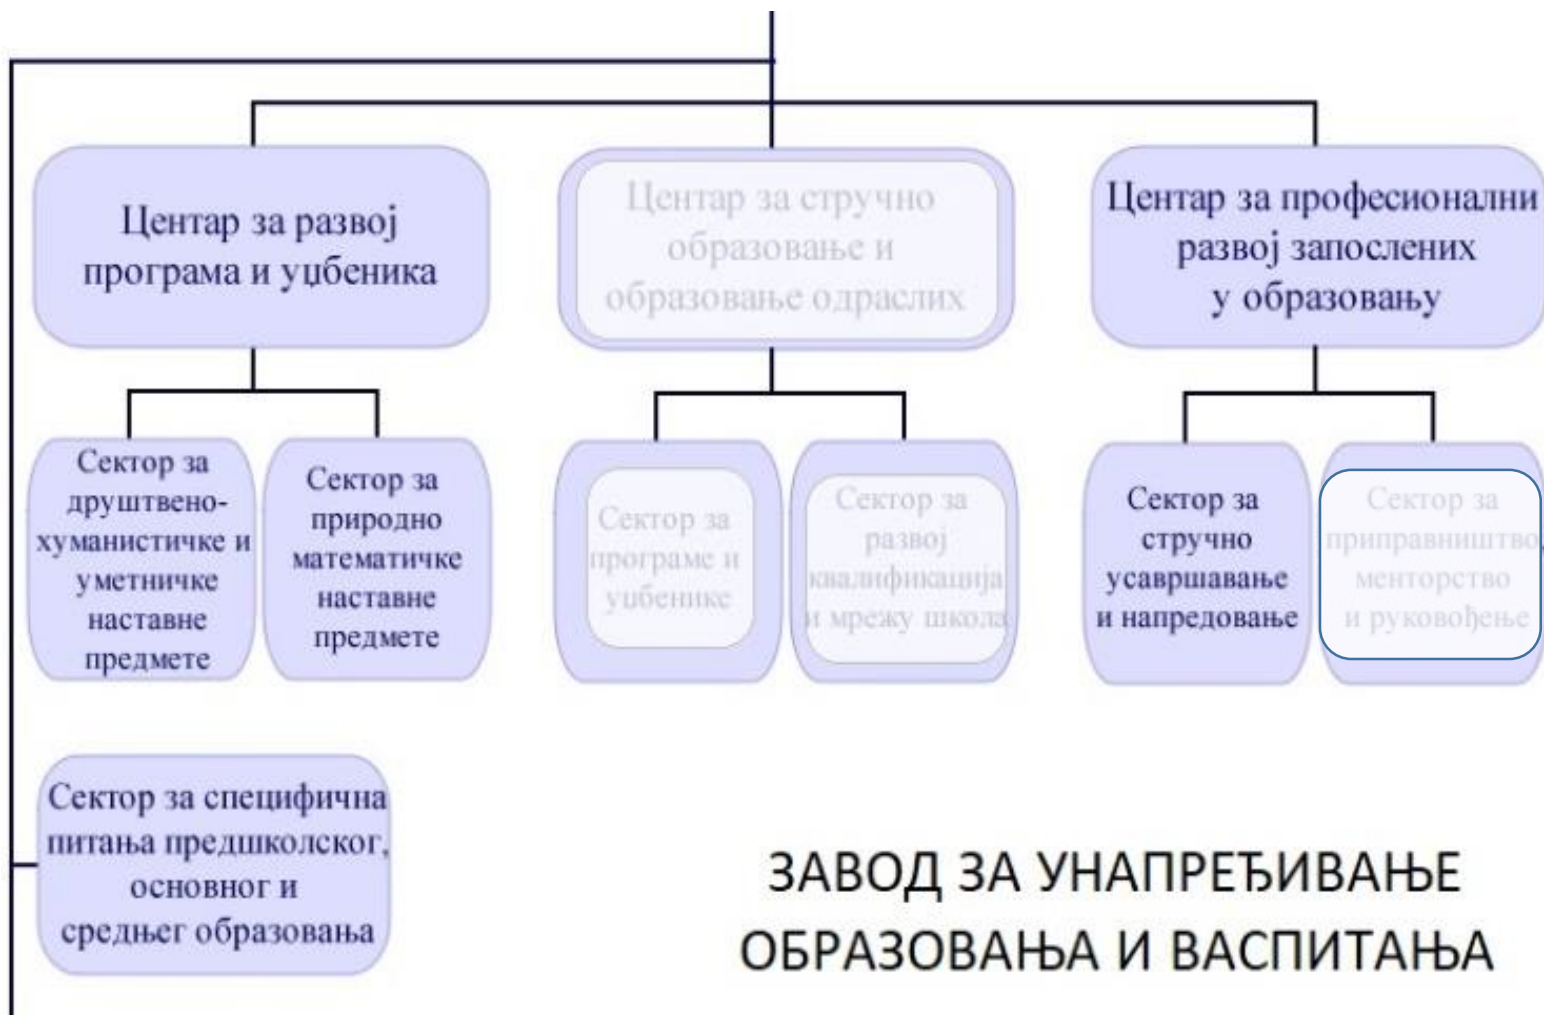 Центар за развој
програма и уџбеника
Центар за стручно
образовање и
образовање одраслих
Центар за професионални
развој запослених
у образовању
Сектор за
друштвено-
хуманистичке и
уметничке
наставне
предмете
Сектор за
природно
математичке
наставне
предмете
Сектор за
програме и
уџбенике
Сектор за
развој
квалификација
и мрежу школа
Сектор за
стручно
усавршавање
и напредовање
Сектор за
приправништво,
менторство
и руковођење
Сектор за специфична
питања предшколског,
основног и
средњег образовања
ЗАВОД ЗА УНАПРЕЂИВАЊЕ
ОБРАЗОВАЊА И ВАСПИТАЊА